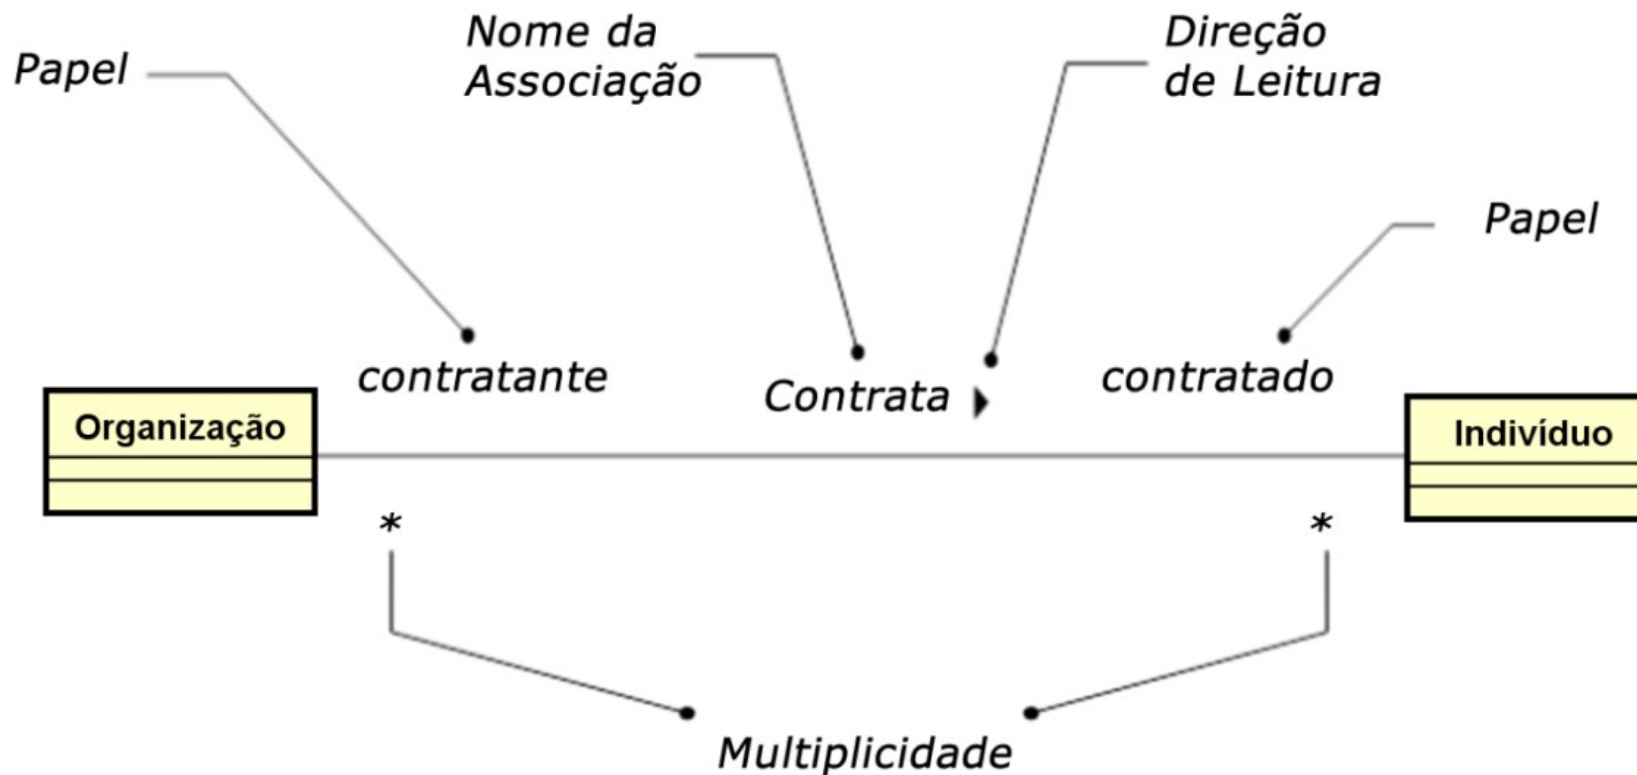 Papel
Nome da
Associação
Direção
de Leitura
Papel
contratante
Contrata
contratado
Organização
Indivíduo
*
*
Multiplicidade